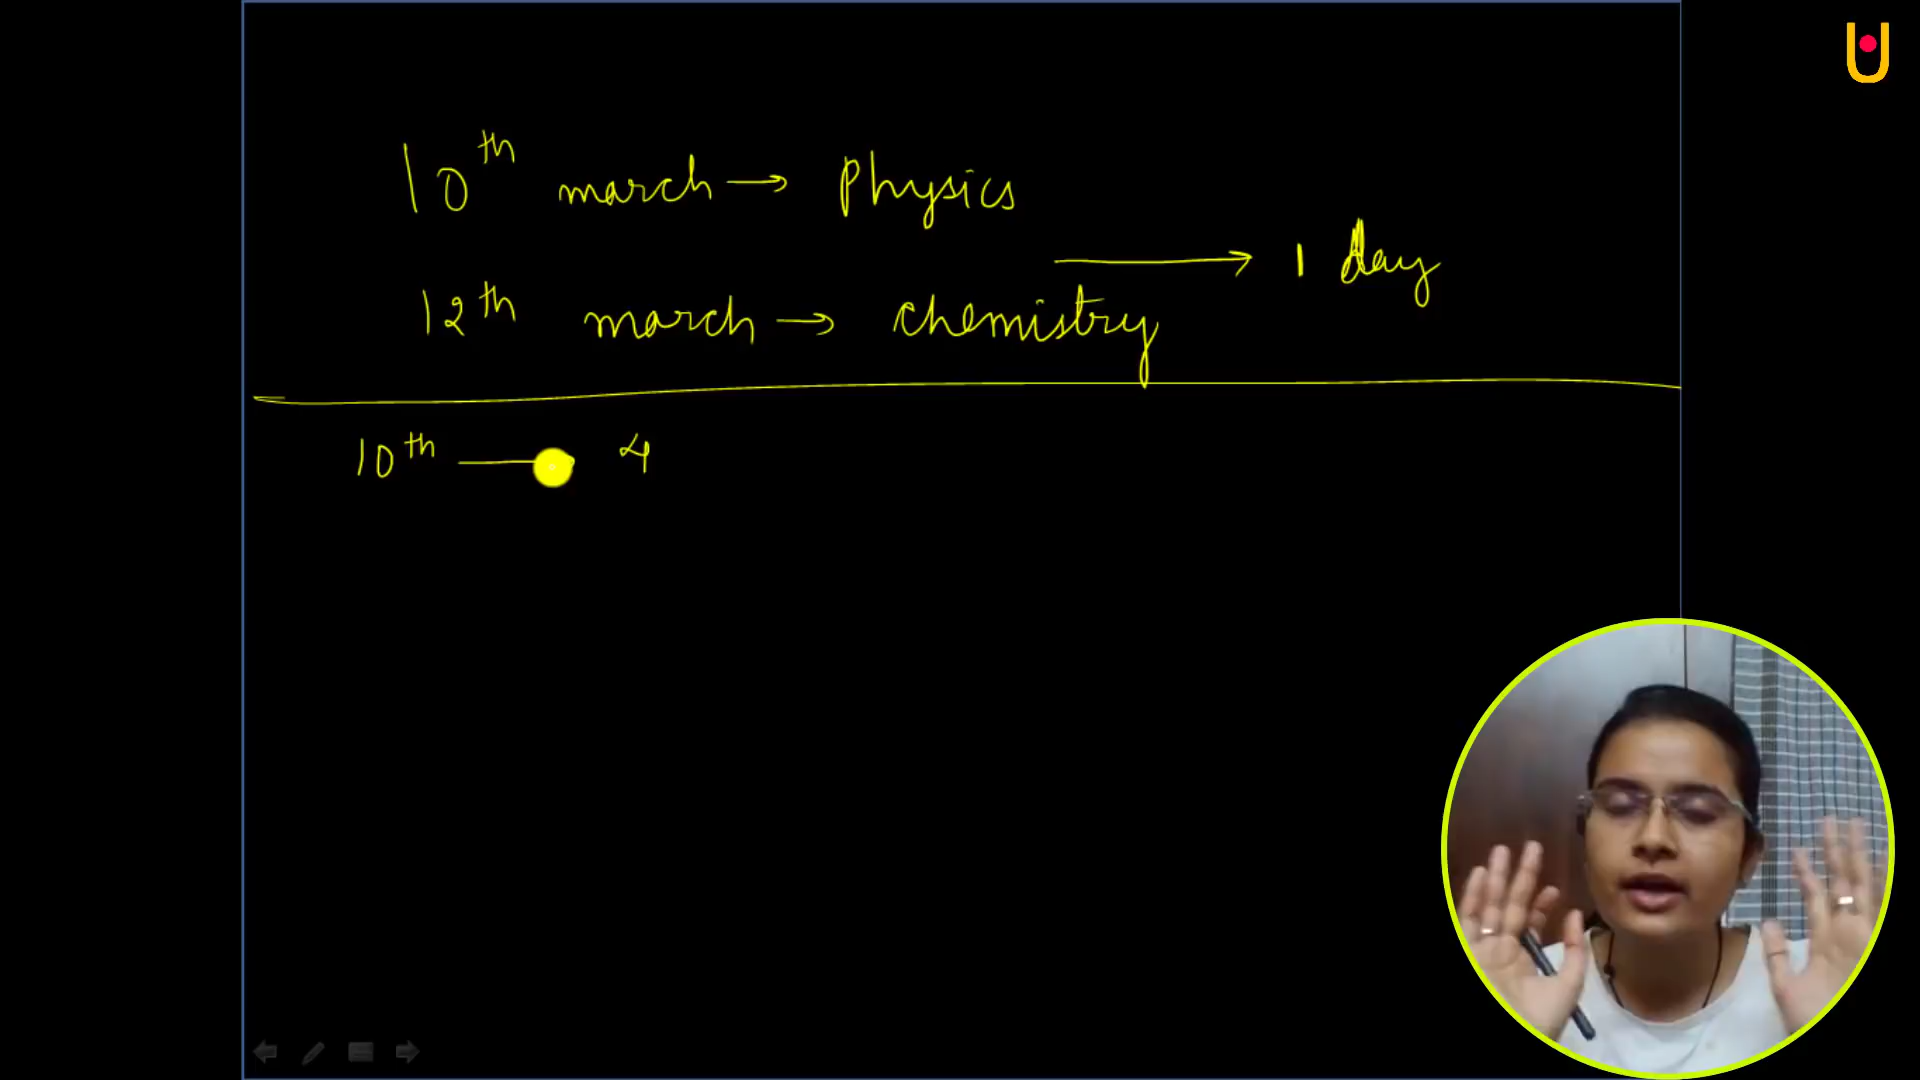 10th march → Physics
→ 1 day
12th march → chemistry
10th — 4